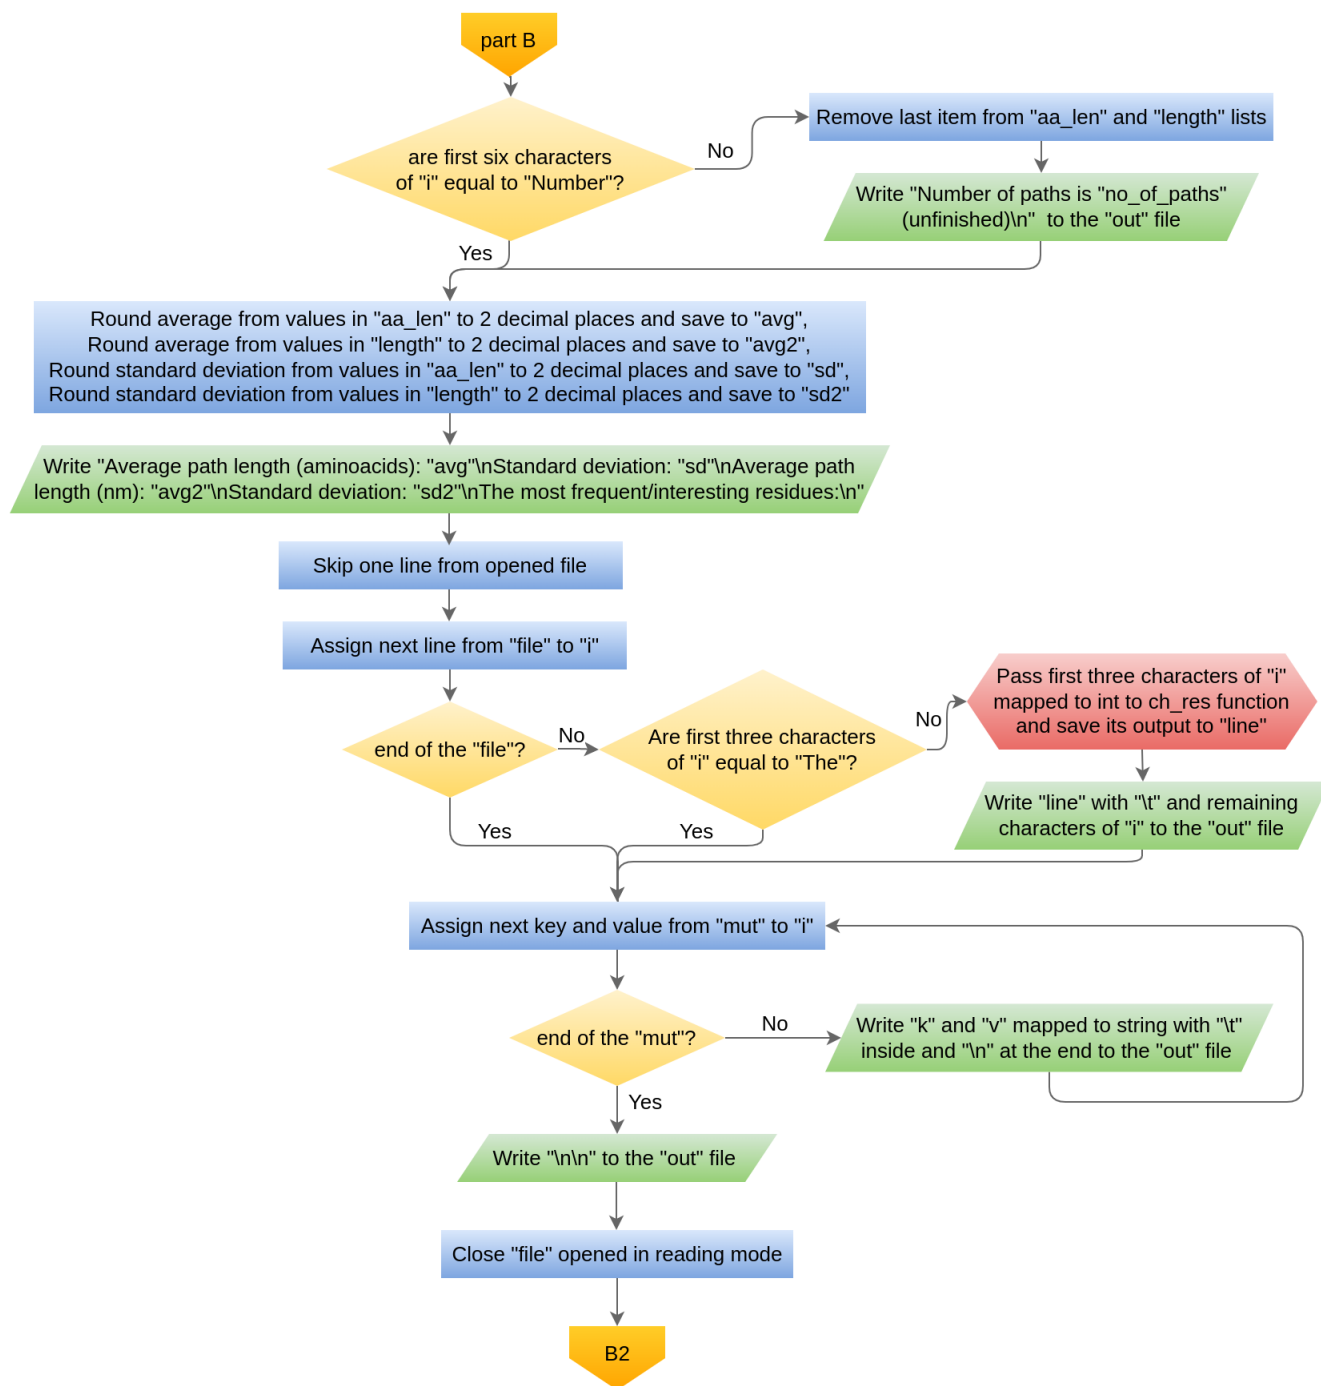 part B
are first six characters
of "i" equal to "Number"?
No
Remove last item from "aa_len" and "length" lists
Write "Number of paths is "no_of_paths"
(unfinished)\n"  to the "out" file
Yes
Round average from values in "aa_len" to 2 decimal places and save to "avg",
Round average from values in "length" to 2 decimal places and save to "avg2",
Round standard deviation from values in "aa_len" to 2 decimal places and save to "sd",
Round standard deviation from values in "length" to 2 decimal places and save to "sd2"
Write "Average path length (aminoacids): "avg"\nStandard deviation: "sd"\nAverage path
length (nm): "avg2"\nStandard deviation: "sd2"\nThe most frequent/interesting residues:\n"
Skip one line from opened file
Assign next line from "file" to "i"
end of the "file"?
No
Are first three characters
of "i" equal to "The"?
No
Pass first three characters of "i"
mapped to int to ch_res function
and save its output to "line"
Write "line" with "\t" and remaining
characters of "i" to the "out" file
Yes
Yes
Assign next key and value from "mut" to "i"
end of the "mut"?
No
Write "k" and "v" mapped to string with "\t"
inside and "\n" at the end to the "out" file
Yes
Write "\n\n" to the "out" file
Close "file" opened in reading mode
B2